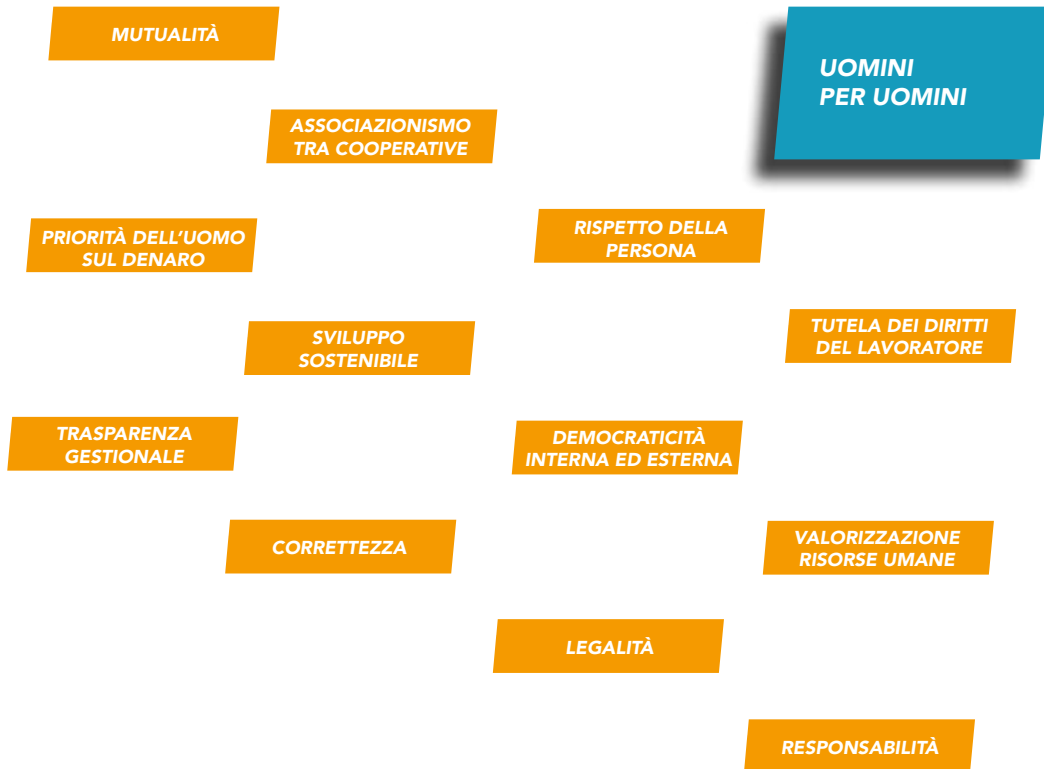 MUTUALITÀ
UOMINI
PER UOMINI
ASSOCIAZIONISMO
TRA COOPERATIVE
PRIORITÀ DELL'UOMO
SUL DENARO
RISPETTO DELLA
PERSONA
SVILUPPO
SOSTENIBILE
TUTELA DEI DIRITTI
DEL LAVORATORE
TRASPARENZA
GESTIONALE
DEMOCRATICITÀ
INTERNA ED ESTERNA
CORRETTEZZA
VALORIZZAZIONE
RISORSE UMANE
LEGALITÀ
RESPONSABILITÀ